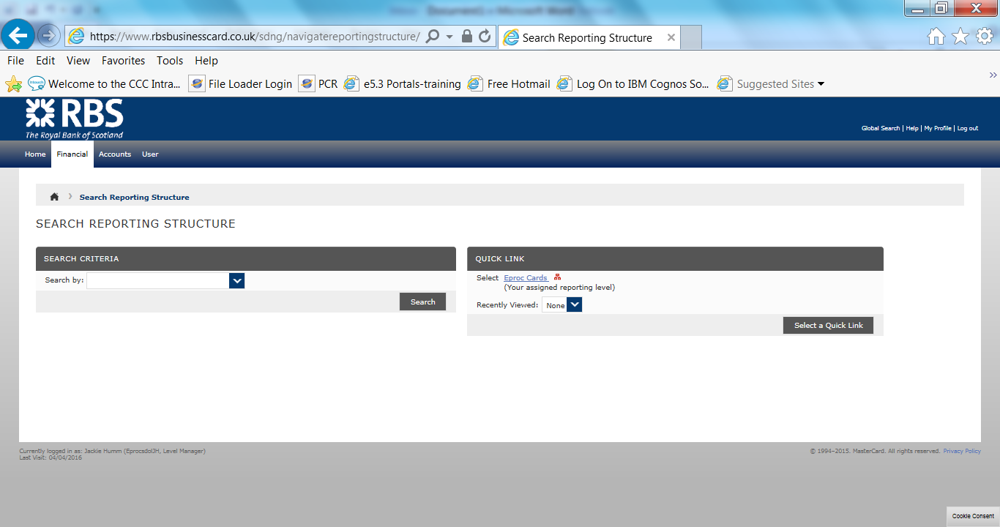 Document1 - Microsoft Word
https://www.rbsbusinesscard.co.uk/sdng/navigatereportingstructure/
Search Reporting Structure
File Edit View Favorites Tools Help
Welcome to the CCC Intra... File Loader Login PCR e5.3 Portals-training Free Hotmail Log On to IBM Cognos So... Suggested Sites
RBS
The Royal Bank of Scotland
Global Search | Help | My Profile | Log out
Home Financial Accounts User
Search Reporting Structure
SEARCH REPORTING STRUCTURE
SEARCH CRITERIA
Search by:
Search
QUICK LINK
Select Eproc Cards
(Your assigned reporting level)
Recently Viewed: None
Select a Quick Link
Currently logged in as: Jackie Humm (EprocsdolJH, Level Manager)
Last Visit: 04/04/2016
© 1994-2015. MasterCard. All rights reserved. Privacy Policy
Cookie Consent